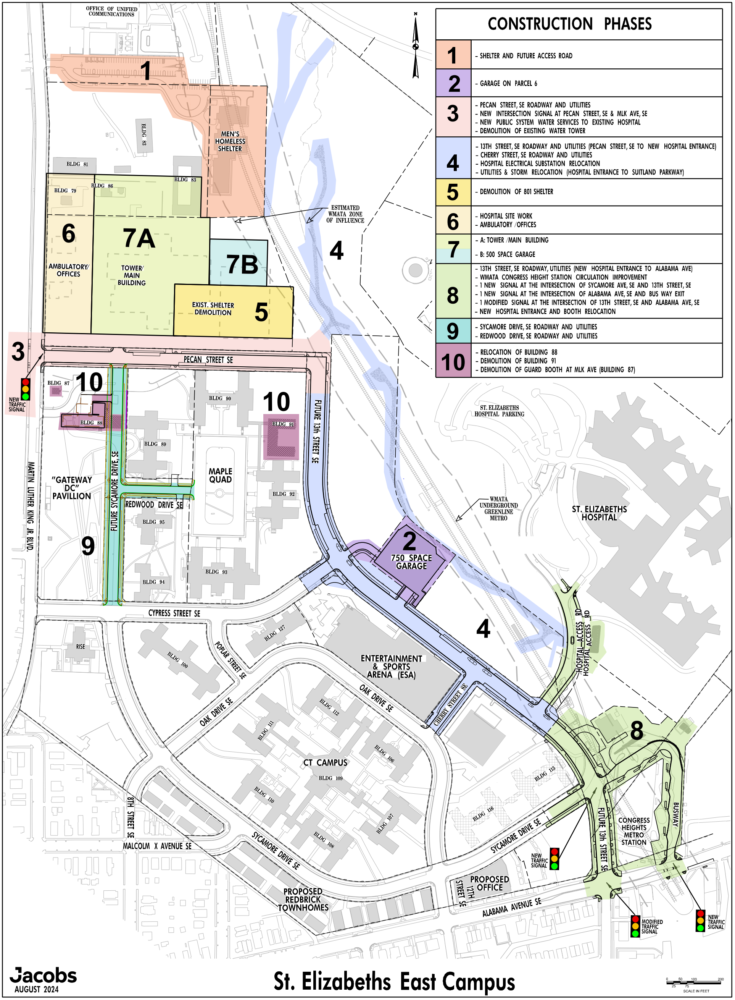 OFFICE OF UNIFIED
COMMUNICATIONS
N
CONSTRUCTION PHASES
1
- SHELTER AND FUTURE ACCESS ROAD
2
- GARAGE ON PARCEL 6
3
- PECAN STREET, SE ROADWAY AND UTILITIES
- NEW INTERSECTION SIGNAL AT PECAN STREET, SE & MLK AVE, SE
- NEW PUBLIC SYSTEM WATER SERVICES TO EXISTING HOSPITAL
- DEMOLITION OF EXISTING WATER TOWER
4
- 13TH STREET, SE ROADWAY AND UTILITIES (PECAN STREET, SE TO NEW HOSPITAL ENTRANCE)
- CHERRY STREET, SE ROADWAY AND UTILITIES
- HOSPITAL ELECTRICAL SUBSTATION RELOCATION
- UTILITIES & STORM RELOCATION (HOSPITAL ENTRANCE TO SUITLAND PARKWAY)
5
- DEMOLITION OF 801 SHELTER
6
- HOSPITAL SITE WORK
- AMBULATORY /OFFICES
7
- A: TOWER /MAIN BUILDING
- B: 500 SPACE GARAGE
8
- 13TH STREET, SE ROADWAY, UTILITIES (NEW HOSPITAL ENTRANCE TO ALABAMA AVE)
- WMATA CONGRESS HEIGHT STATION CIRCULATION IMPROVEMENT
- 1 NEW SIGNAL AT THE INTERSECTION OF SYCAMORE AVE, SE AND 13TH STREET, SE
- 1 NEW SIGNAL AT THE INTERSECTION OF ALABAMA AVE, SE AND BUS WAY EXIT
- 1 MODIFIED SIGNAL AT THE INTERSECTION OF 13TH STREET, SE AND ALABAMA AVE, SE
- NEW HOSPITAL ENTRANCE AND BOOTH RELOCATION
9
- SYCAMORE DRIVE, SE ROADWAY AND UTILITIES
- REDWOOD DRIVE, SE ROADWAY AND UTILITIES
10
- RELOCATION OF BUILDING 88
- DEMOLITION OF BUILDING 91
- DEMOLITION OF GUARD BOOTH AT MLK AVE (BUILDING 87)
1
BLDG 82
MEN'S
HOMELESS
SHELTER
BLDG 81
BLDG 83
BLDG 86
BLDG 79
ESTIMATED
WMATA ZONE
OF INFLUENCE
6
7A
7B
4
AMBULATORY/
OFFICES
TOWER/
MAIN
BUILDING
EXIST. SHELTER
DEMOLITION
5
3
PECAN STREET SE
NEW
TRAFFIC
SIGNAL
BLDG 87
10
BLDG 88
BLDG 90
10
BLDG 91
FUTURE 13th STREET SE
ST. ELIZABETHS
HOSPITAL PARKING
BLDG 89
MARTIN LUTHER KING JR. BLVD.
"GATEWAY
DC"
PAVILLION
FUTURE SYCAMORE DRIVE, SE
MAPLE
QUAD
BLDG 92
REDWOOD DRIVE SE
WMATA
UNDERGROUND
GREENLINE
METRO
ST. ELIZABETHS
HOSPITAL
BLDG 95
9
2
750 SPACE
GARAGE
BLDG 93
BLDG 94
CYPRESS STREET SE
4
HOSPITAL ACCESS RD
HOSPITAL ACCESS RD
RISE
BLDG 100
POPLAR STREET SE
BLDG 127
ENTERTAINMENT
& SPORTS
ARENA (ESA)
OAK DRIVE SE
OAK DRIVE SE
CHERRY STREET SE
BLDG 112
BLDG 111
BLDG 106
8
CT CAMPUS
BLDG 109
BLDG 115
BLDG 110
BLDG 116
BLDG 107
BLDG 108
8TH STREET SE
MALCOLM X AVENUE SE
SYCAMORE DRIVE SE
SYCAMORE DRIVE SE
FUTURE 13th STREET SE
CONGRESS
HEIGHTS
METRO
STATION
BUSWAY
NEW
TRAFFIC
SIGNAL
PROPOSED
OFFICE
12TH
STREET SE
PROPOSED
REDBRICK
TOWNHOMES
ALABAMA AVENUE SE
MODIFIED
TRAFFIC
SIGNAL
NEW
TRAFFIC
SIGNAL
Jacobs
AUGUST 2024
St. Elizabeths East Campus
0 50 100 200
25 75
SCALE IN FEET